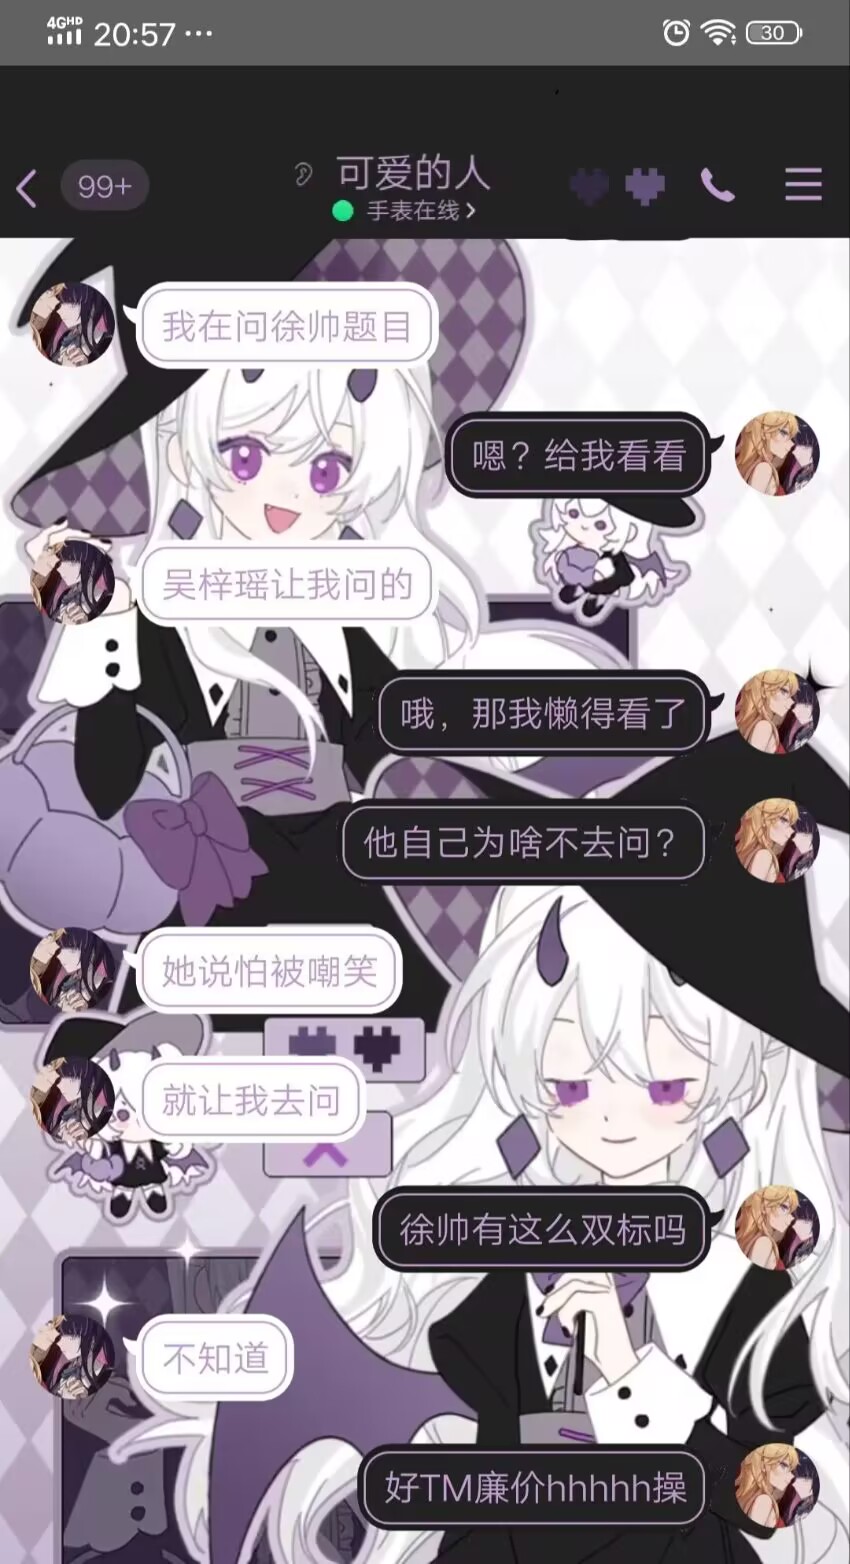 4GHD 20:57 ··· 30
99+ 可爱的人
手表在线
我在问徐帅题目
嗯？给我看看
吴梓瑶让我问的
哦，那我懒得看了
他自己为啥不去问？
她说怕被嘲笑
就让我去问
徐帅有这么双标吗
不知道
好TM廉价hhhhh操